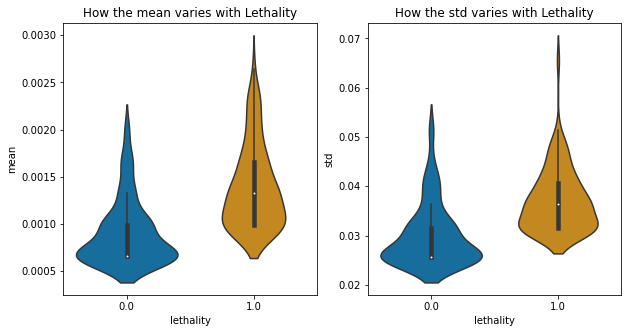 How the mean varies with Lethality
mean
0.0030
0.0025
0.0020
0.0015
0.0010
0.0005
0.0
1.0
lethality
How the std varies with Lethality
std
0.07
0.06
0.05
0.04
0.03
0.02
0.0
1.0
lethality